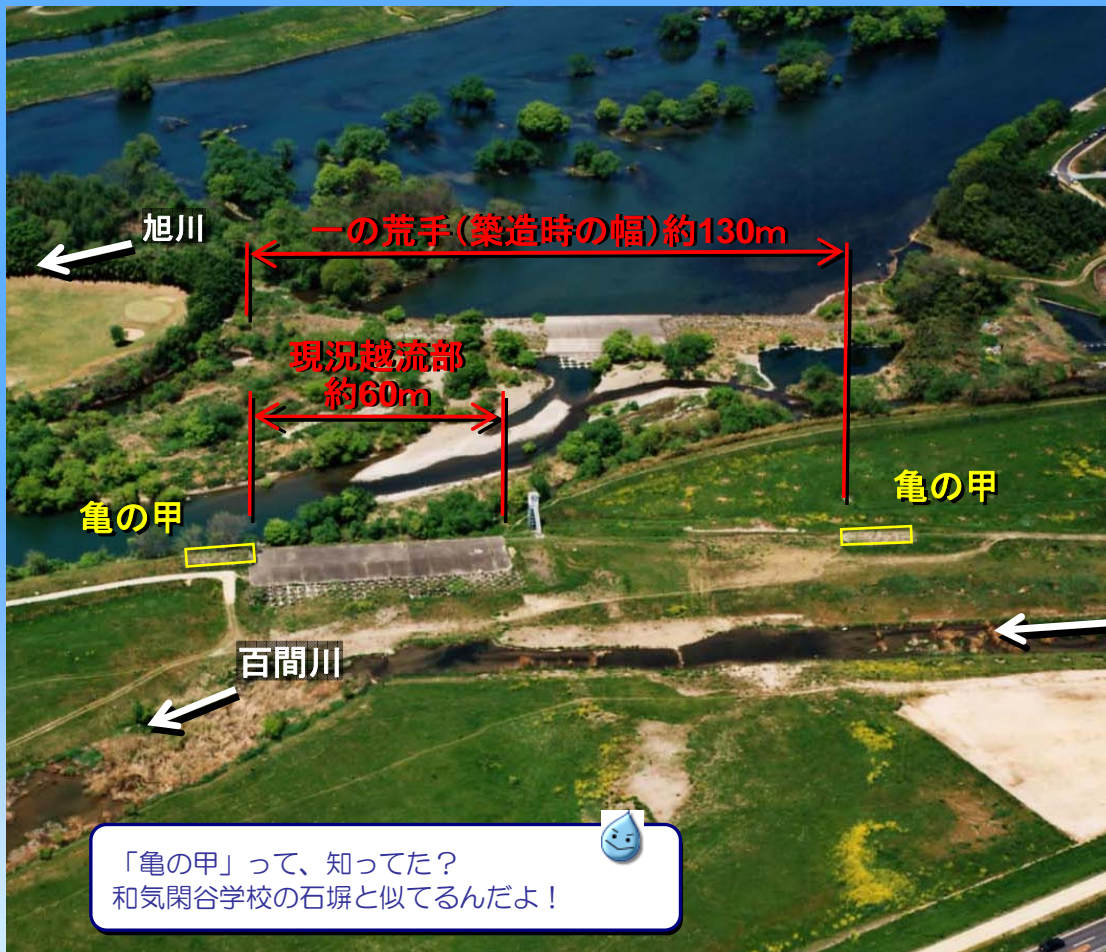 旭川
一の荒手(築造時の幅)約130m
現況越流部
約60m
亀の甲
亀の甲
百間川
「亀の甲」って、知ってた？
和気閑谷学校の石塀と似てるんだよ！